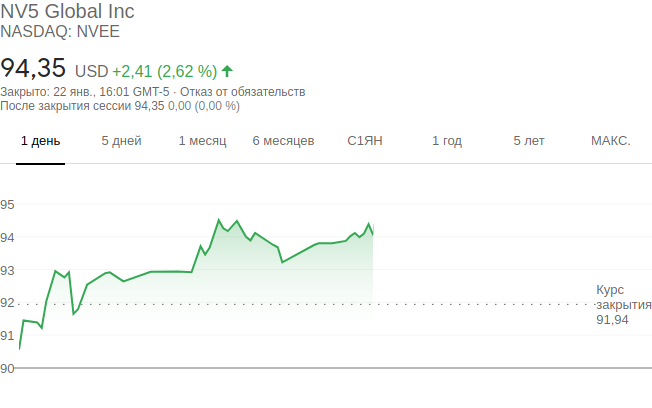 NV5 Global Inc
NASDAQ: NVEE
94,35 USD +2,41 (2,62 %)
Закрыто: 22 янв., 16:01 GMT-5 · Отказ от обязательств
После закрытия сессии 94,35 0,00 (0,00 %)
1 день 5 дней 1 месяц 6 месяцев С1ЯН 1 год 5 лет МАКС.
95
94
93
92
91
90
Курс
закрытия
91,94